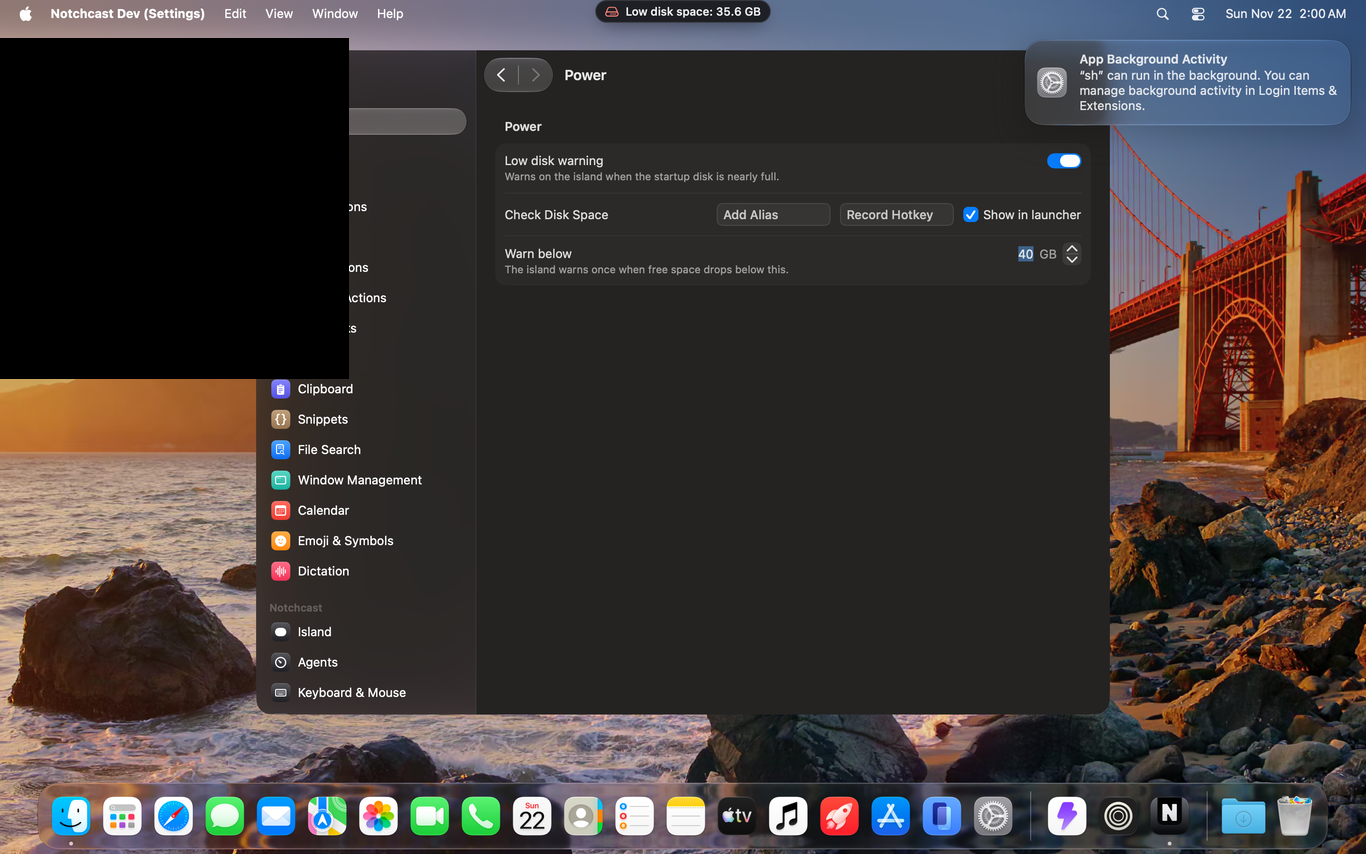 Notchcast Dev (Settings) Edit View Window Help
Low disk space: 35.6 GB
Sun Nov 22 2:00 AM
App Background Activity
“sh” can run in the background. You can
manage background activity in Login Items &
Extensions.
Power
Power
Low disk warning
Warns on the island when the startup disk is nearly full.
Check Disk Space Add Alias Record Hotkey Show in launcher
Warn below 40 GB
The island warns once when free space drops below this.
Clipboard
Snippets
File Search
Window Management
Calendar
Emoji & Symbols
Dictation
Notchcast
Island
Agents
Keyboard & Mouse
Sun
22
tv
N